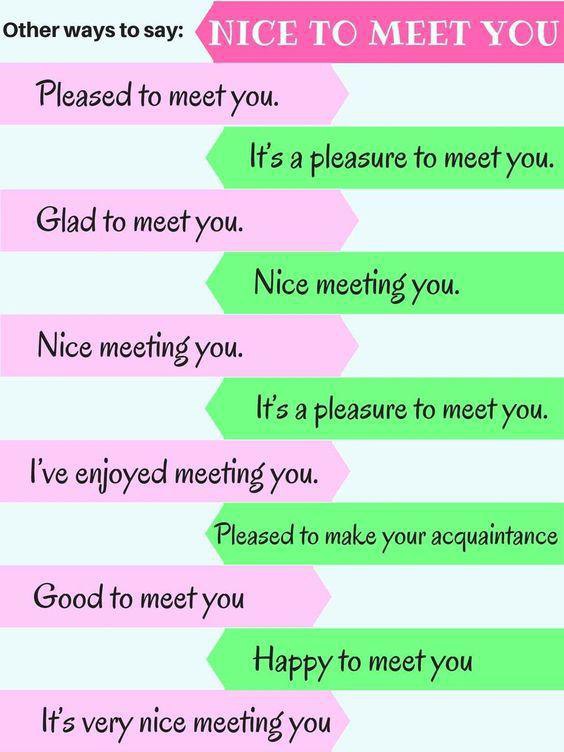 Other ways to say: NICE TO MEET YOU
Pleased to meet you.
It's a pleasure to meet you.
Glad to meet you.
Nice meeting you.
Nice meeting you.
It's a pleasure to meet you.
I've enjoyed meeting you.
Pleased to make your acquaintance
Good to meet you
Happy to meet you
It's very nice meeting you